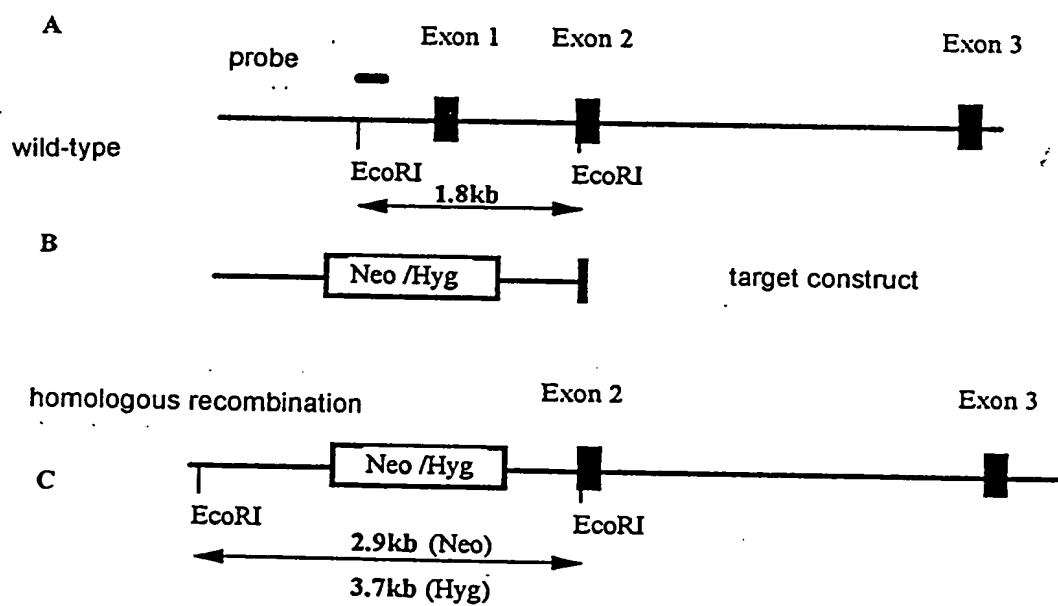 A
probe
Exon 1 Exon 2 Exon 3
wild-type
EcoRI EcoRI
1.8kb
B
Neo /Hyg
target construct
homologous recombination
Exon 2 Exon 3
C
Neo /Hyg
EcoRI EcoRI
2.9kb (Neo)
3.7kb (Hyg)